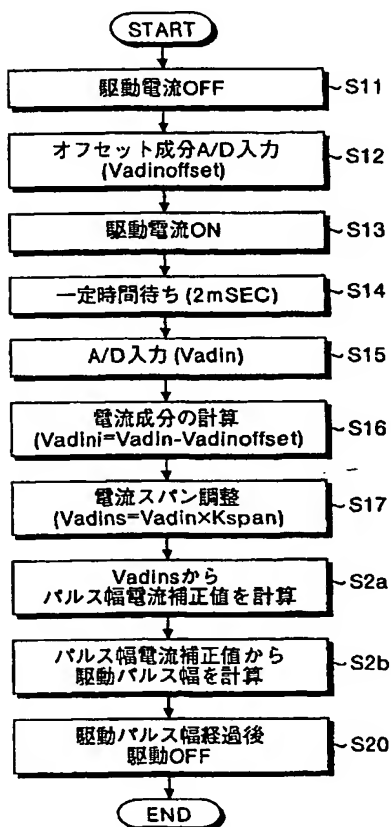 START
駆動電流OFF
S11
オフセット成分A/D入力
(Vadinoffset)
S12
駆動電流ON
S13
一定時間待ち(2mSEC)
S14
A/D入力(Vadin)
S15
電流成分の計算
(Vadini=Vadin-Vadinoffset)
S16
電流スパン調整
(Vadins=Vadin×Kspan)
S17
Vadinsから
パルス幅電流補正値を計算
S2a
パルス幅電流補正値から
駆動パルス幅を計算
S2b
駆動パルス幅経過後
駆動OFF
S20
END